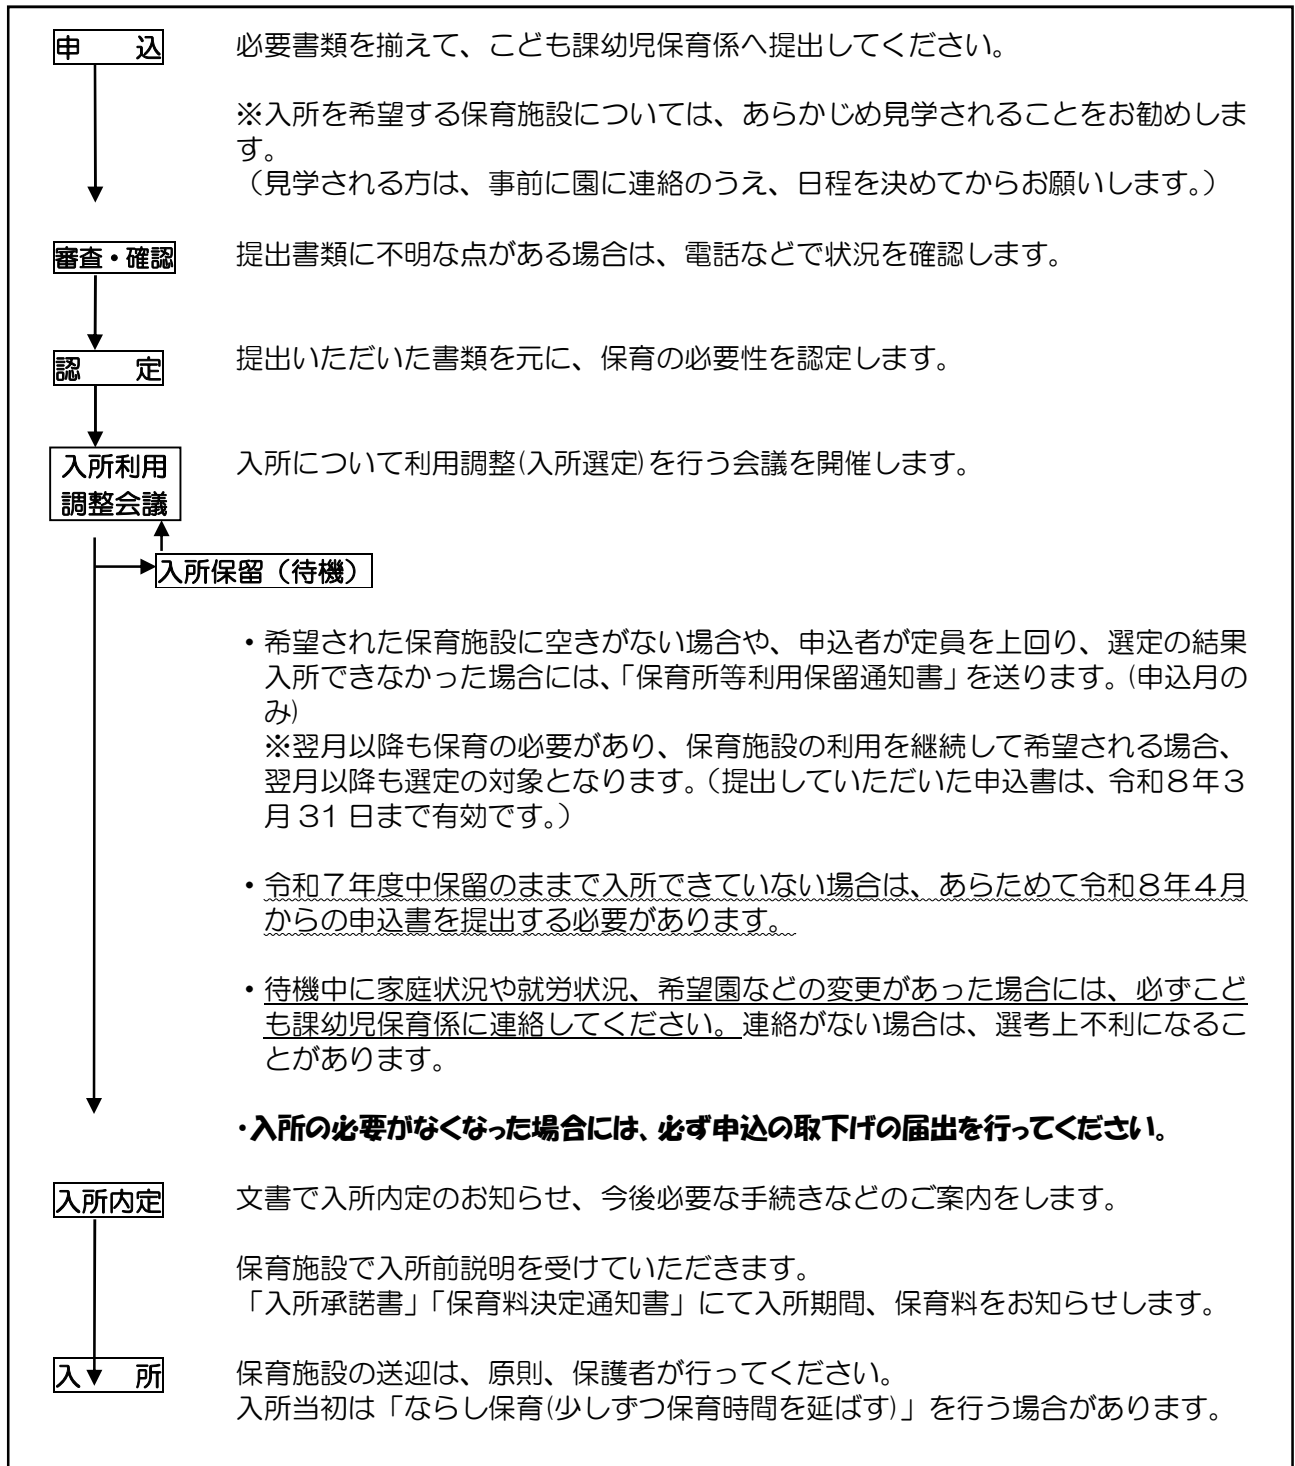 申　　込
必要書類を揃えて、こども課幼児保育係へ提出してください。
※入所を希望する保育施設については、あらかじめ見学されることをお勧めしま
す。
（見学される方は、事前に園に連絡のうえ、日程を決めてからお願いします。）
審査・確認
提出書類に不明な点がある場合は、電話などで状況を確認します。
認　　定
提出いただいた書類を元に、保育の必要性を認定します。
入所利用
調整会議
入所について利用調整(入所選定)を行う会議を開催します。
入所保留（待機）
・希望された保育施設に空きがない場合や、申込者が定員を上回り、選定の結果
入所できなかった場合には、「保育所等利用保留通知書」を送ります。(申込月の
み)
※翌月以降も保育の必要があり、保育施設の利用を継続して希望される場合、
翌月以降も選定の対象となります。（提出していただいた申込書は、令和８年３
月 31 日まで有効です。）
・令和７年度中保留のままで入所できていない場合は、あらためて令和８年４月
からの申込書を提出する必要があります。
・待機中に家庭状況や就労状況、希望園などの変更があった場合には、必ずこど
も課幼児保育係に連絡してください。連絡がない場合は、選考上不利になるこ
とがあります。
・入所の必要がなくなった場合には、必ず申込の取下げの届出を行ってください。
入所内定
文書で入所内定のお知らせ、今後必要な手続きなどのご案内をします。
保育施設で入所前説明を受けていただきます。
「入所承諾書」「保育料決定通知書」にて入所期間、保育料をお知らせします。
入　　所
保育施設の送迎は、原則、保護者が行ってください。
入所当初は「ならし保育(少しずつ保育時間を延ばす)」を行う場合があります。